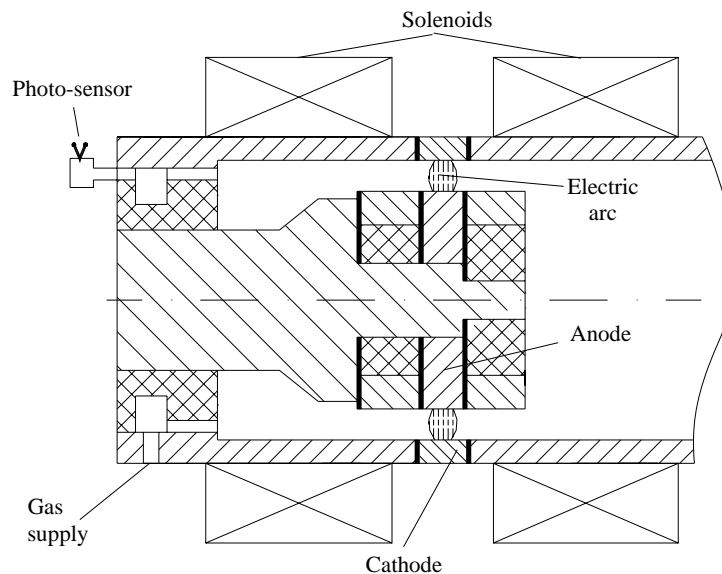 Solenoids
Photo-sensor
Electric
arc
Anode
Gas
supply
Cathode